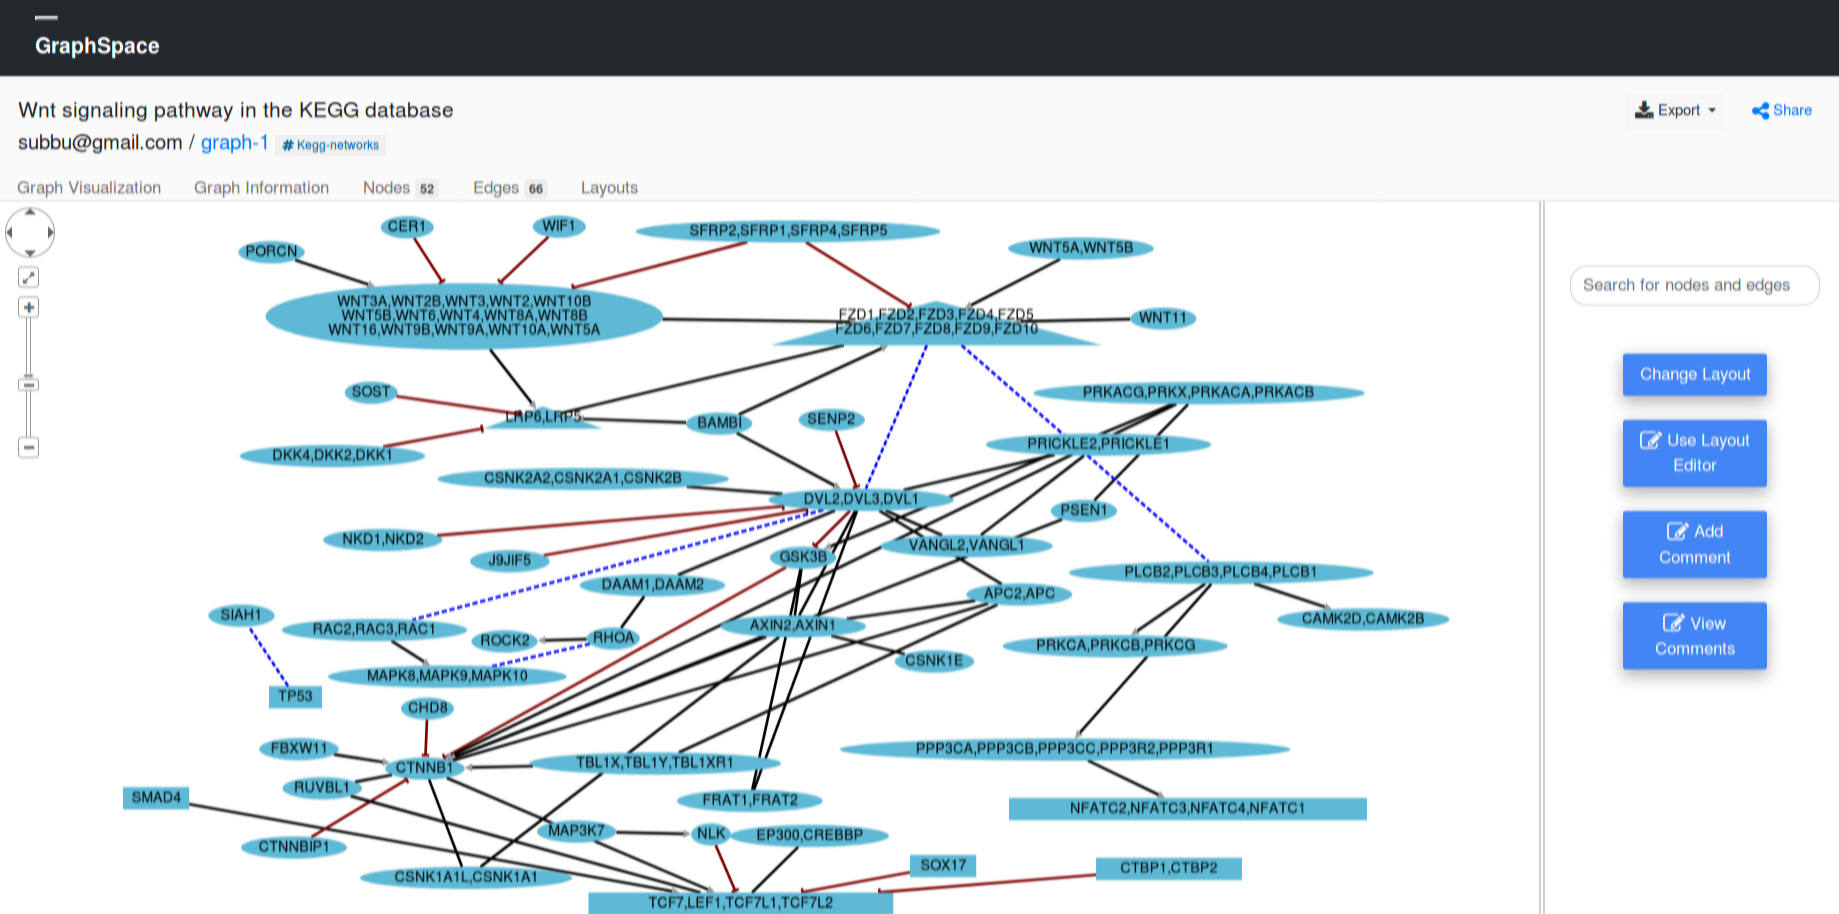 GraphSpace
Wnt signaling pathway in the KEGG database
Export
Share
subbu@gmail.com / graph-1 # Kegg-networks
Graph Visualization Graph Information Nodes 52 Edges 66 Layouts
CER1
WIF1
SFRP2,SFRP1,SFRP4,SFRP5
PORCN
WNT5A,WNT5B
WNT3A,WNT2B,WNT3,WNT2,WNT10B
WNT5B,WNT6,WNT4,WNT8A,WNT8B
WNT16,WNT9B,WNT9A,WNT10A,WNT5A
FZD1,FZD2,FZD3,FZD4,FZD5
FZD6,FZD7,FZD8,FZD9,FZD10
WNT11
SOST
PRKACG,PRKX,PRKACA,PRKACB
LRP6,LRP5
BAMBI
SENP2
PRICKLE2,PRICKLE1
DKK4,DKK2,DKK1
CSNK2A2,CSNK2A1,CSNK2B
DVL2,DVL3,DVL1
PSEN1
NKD1,NKD2
VANGL2,VANGL1
J9JIF5
GSK3B
PLCB2,PLCB3,PLCB4,PLCB1
DAAM1,DAAM2
APC2,APC
SIAH1
CAMK2D,CAMK2B
RAC2,RAC3,RAC1
ROCK2
RHOA
AXIN2,AXIN1
PRKCA,PRKCB,PRKCG
CSNK1E
MAPK8,MAPK9,MAPK10
TP53
CHD8
FBXW11
PPP3CA,PPP3CB,PPP3CC,PPP3R2,PPP3R1
CTNNB1
TBL1X,TBL1Y,TBL1XR1
RUVBL1
SMAD4
FRAT1,FRAT2
NFATC2,NFATC3,NFATC4,NFATC1
MAP3K7
NLK
EP300,CREBBP
CTNNBIP1
SOX17
CTBP1,CTBP2
CSNK1A1L,CSNK1A1
TCF7,LEF1,TCF7L1,TCF7L2
Search for nodes and edges
Change Layout
Use Layout
Editor
Add
Comment
View
Comments